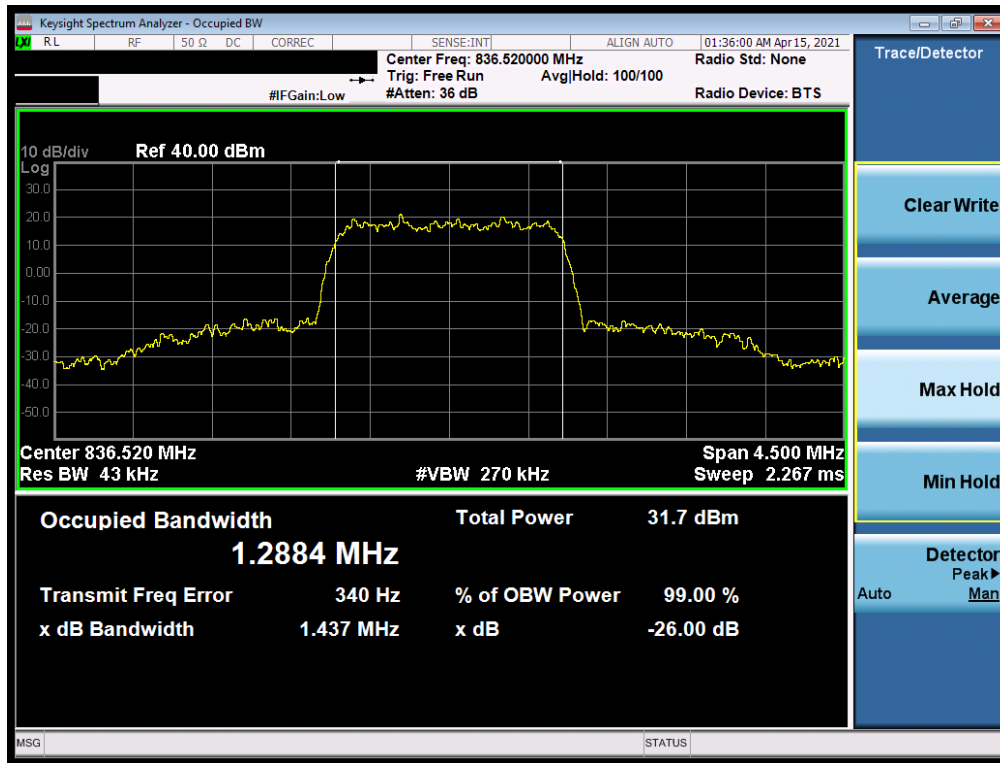 Keysight Spectrum Analyzer - Occupied BW
LXI RL RF 50 Ω DC CORREC SENSE:INT ALIGN AUTO 01:36:00 AM Apr 15, 2021
Center Freq: 836.520000 MHz Radio Std: None
Trig: Free Run Avg|Hold: 100/100
#IFGain:Low #Atten: 36 dB Radio Device: BTS
10 dB/div Ref 40.00 dBm
Log
30.0
20.0
10.0
0.00
-10.0
-20.0
-30.0
-40.0
-50.0
Center 836.520 MHz Span 4.500 MHz
Res BW 43 kHz #VBW 270 kHz Sweep 2.267 ms
Occupied Bandwidth Total Power 31.7 dBm
1.2884 MHz
Transmit Freq Error 340 Hz % of OBW Power 99.00 %
x dB Bandwidth 1.437 MHz x dB -26.00 dB
MSG STATUS
Trace/Detector
Clear Write
Average
Max Hold
Min Hold
Detector
Peak▶
Auto Man